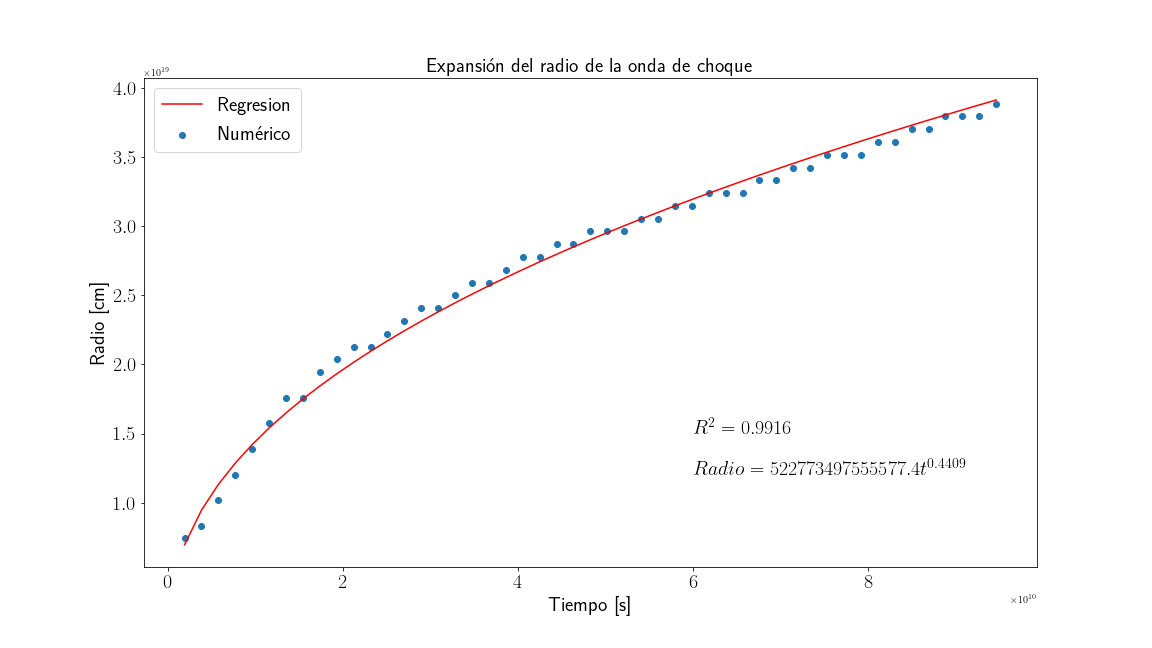 Expansión del radio de la onda de choque
×10¹⁹
4.0
3.5
3.0
2.5
2.0
1.5
1.0
Radio [cm]
Regresion
Numérico
R² = 0.9916
Radio = 522773497555577.4t⁰·⁴⁴⁰⁹
0 2 4 6 8
×10¹⁰
Tiempo [s]